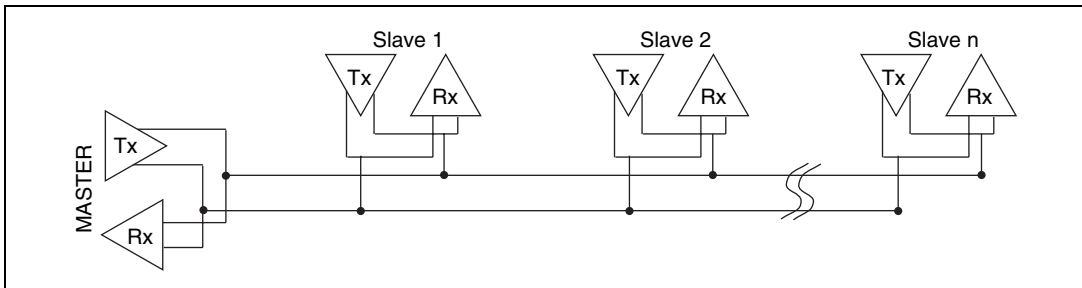 Slave 1
Slave 2
Slave n
Tx
Rx
Tx
Rx
Tx
Rx
MASTER
Tx
Rx